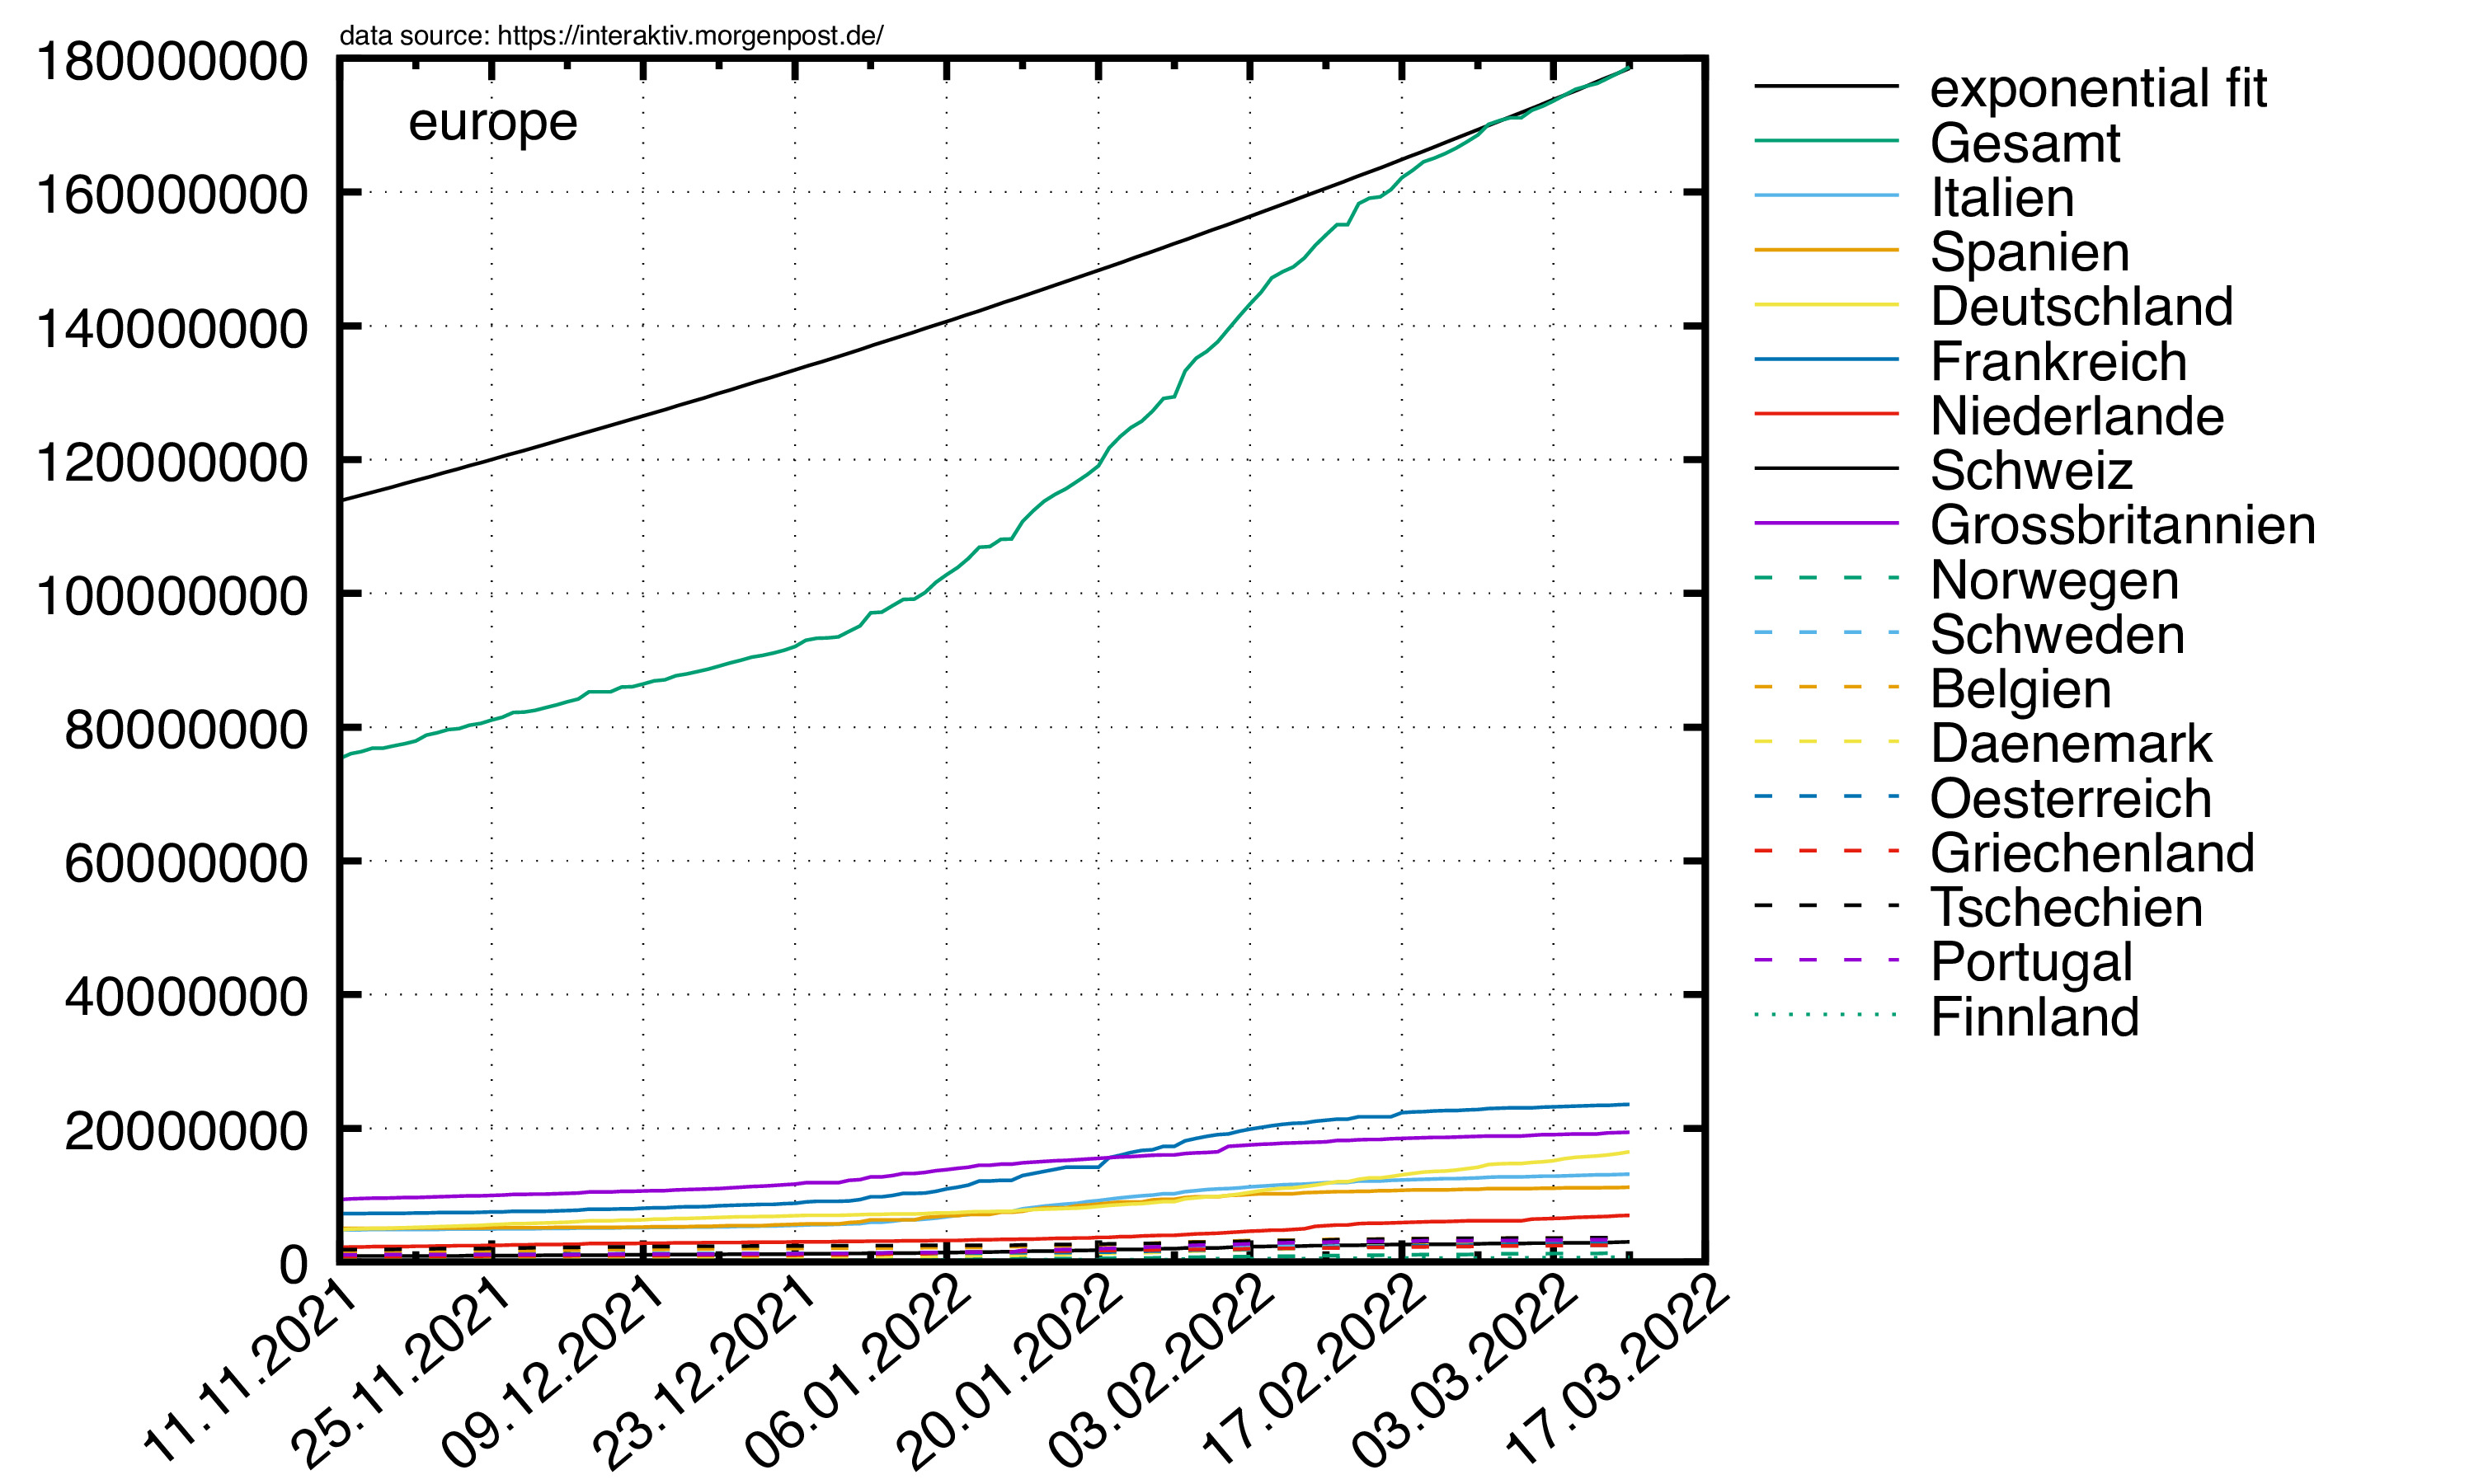 data source: https://interaktiv.morgenpost.de/
europe
180000000
160000000
140000000
120000000
100000000
80000000
60000000
40000000
20000000
0
11.11.2021
25.11.2021
09.12.2021
23.12.2021
06.01.2022
20.01.2022
03.02.2022
17.02.2022
03.03.2022
17.03.2022
exponential fit
Gesamt
Italien
Spanien
Deutschland
Frankreich
Niederlande
Schweiz
Grossbritannien
Norwegen
Schweden
Belgien
Daenemark
Oesterreich
Griechenland
Tschechien
Portugal
Finnland